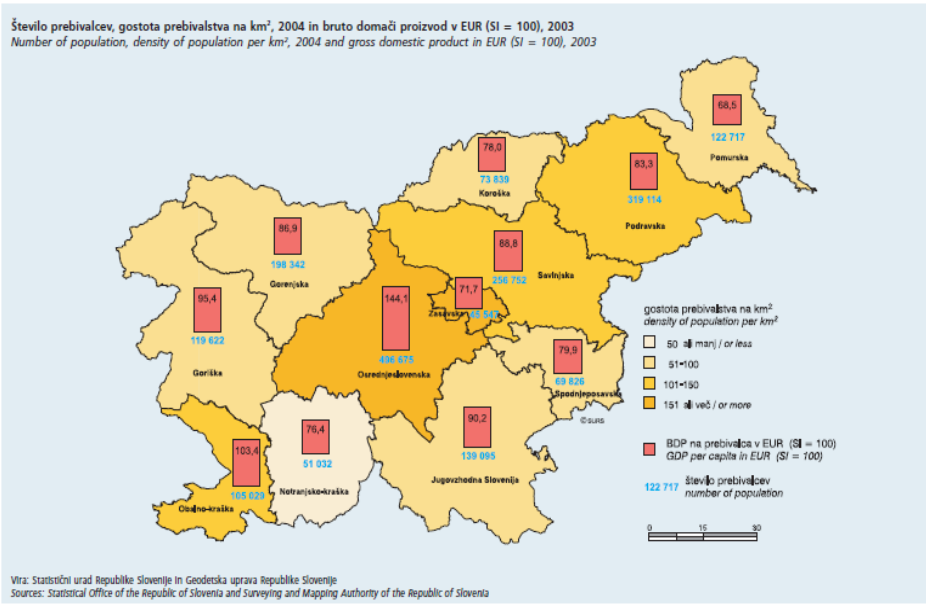 Število prebivalcev, gostota prebivalstva na km², 2004 in bruto domači proizvod v EUR (SI = 100), 2003
Number of population, density of population per km², 2004 and gross domestic product in EUR (SI = 100), 2003
68,5
122 717
Pomurska
78,0
73 839
Koroška
83,3
319 114
Podravska
86,9
198 342
Gorenjska
88,8
256 752
Savinjska
95,4
119 622
Goriška
144,1
496 675
Osrednjeslovenska
71,7
Zasavska
45 547
79,9
69 826
Spodnjeposavska
©SURS
90,2
139 095
Jugovzhodna Slovenija
76,4
51 032
Notranjsko-kraška
103,4
105 029
Obalno-kraška
gostota prebivalstva na km²
density of population per km²
50 ali manj / or less
51-100
101-150
151 ali več / or more
BDP na prebivalca v EUR (SI = 100)
GDP per capita in EUR (SI = 100)
122 717 število prebivalcev
number of population
0 15 30
Vira: Statistični urad Republike Slovenije in Geodetska uprava Republike Slovenije
Sources: Statistical Office of the Republic of Slovenia and Surveying and Mapping Authority of the Republic of Slovenia